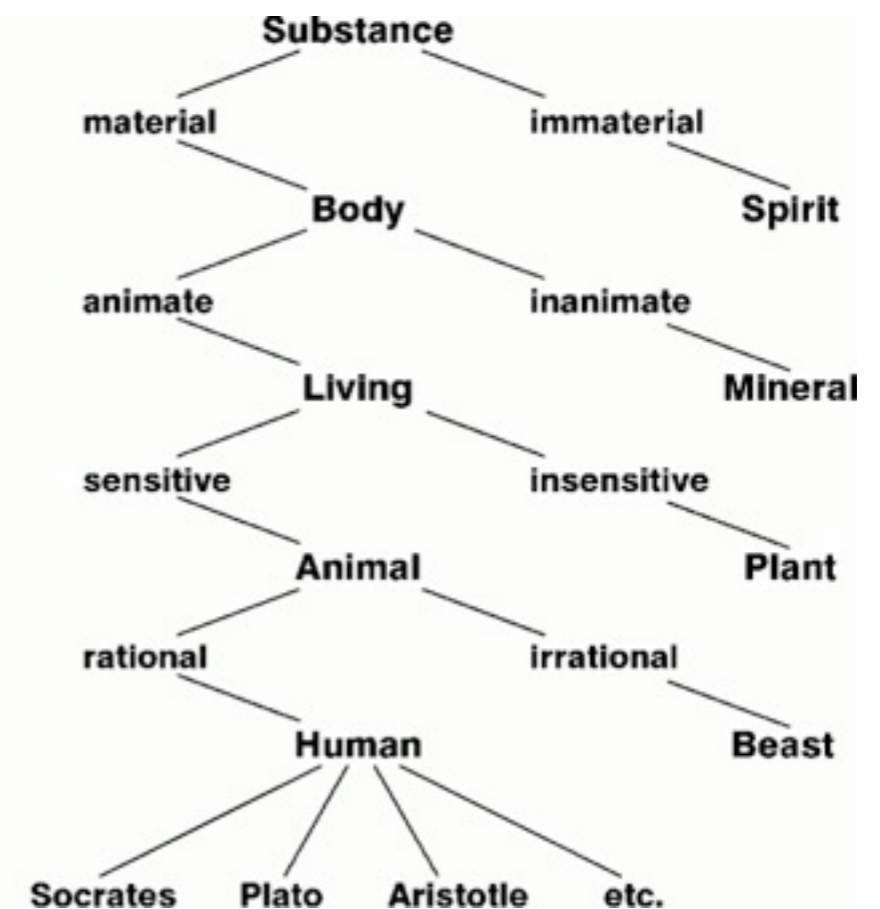 Substance
material immaterial
Body Spirit
animate inanimate
Living Mineral
sensitive insensitive
Animal Plant
rational irrational
Human Beast
Socrates Plato Aristotle etc.